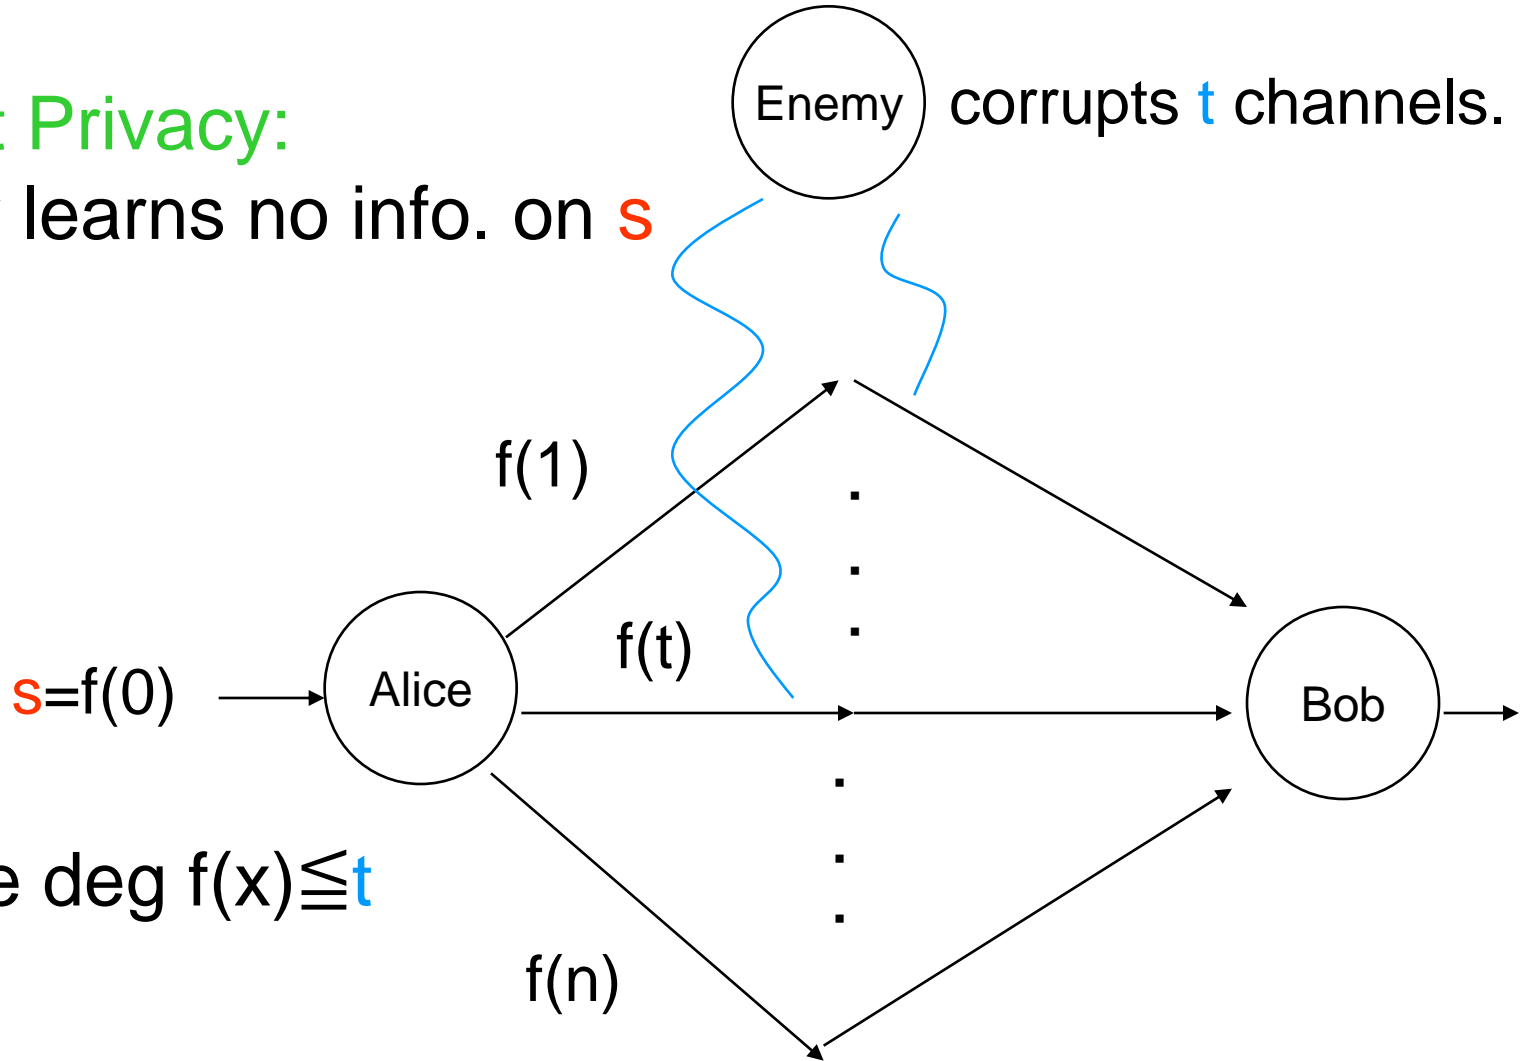 Enemy corrupts t channels.
t Privacy:
learns no info. on s
f(1)
f(t)
s=f(0) Alice Bob
e deg f(x)≦t
f(n)